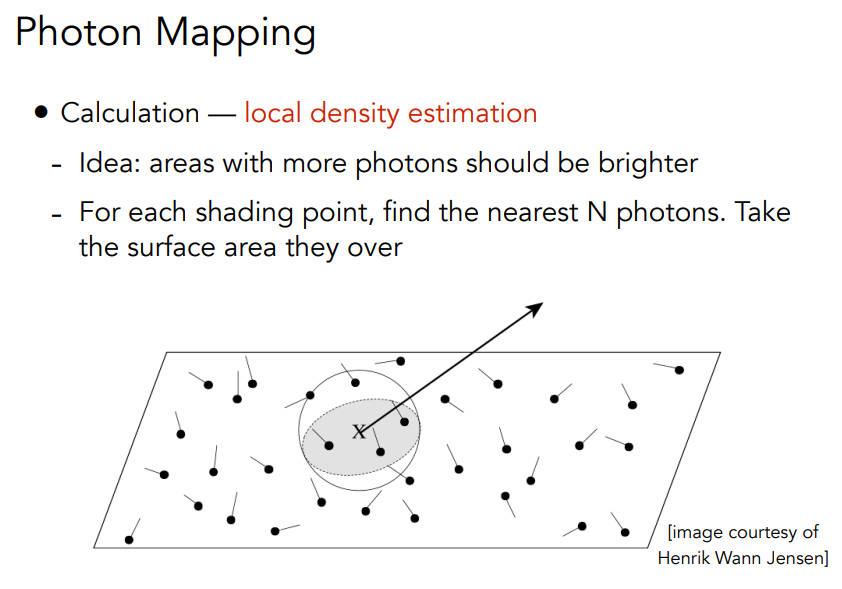 Photon Mapping
● Calculation — local density estimation
- Idea: areas with more photons should be brighter
- For each shading point, find the nearest N photons. Take
the surface area they over
X
[image courtesy of
Henrik Wann Jensen]